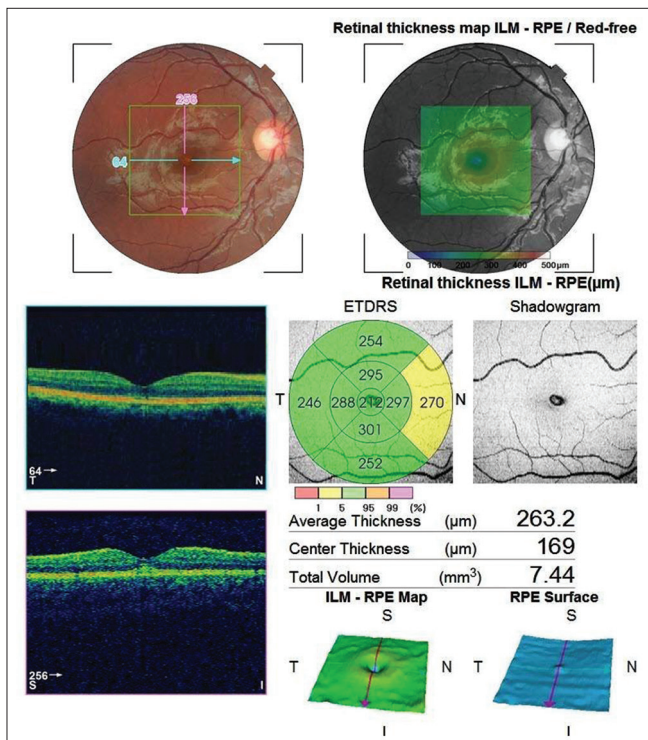 Retinal thickness map ILM - RPE / Red-free
256
64
0 100 200 300 400 500µm
Retinal thickness ILM - RPE(µm)
ETDRS Shadowgram
254
295
T 246 288 212 297 270 N
301
252
64→
T N
1 5 95 99 (%)
Average Thickness (µm) 263.2
Center Thickness (µm) 169
Total Volume (mm³) 7.44
ILM - RPE Map RPE Surface
S S
T N T N
I I
256→
S I